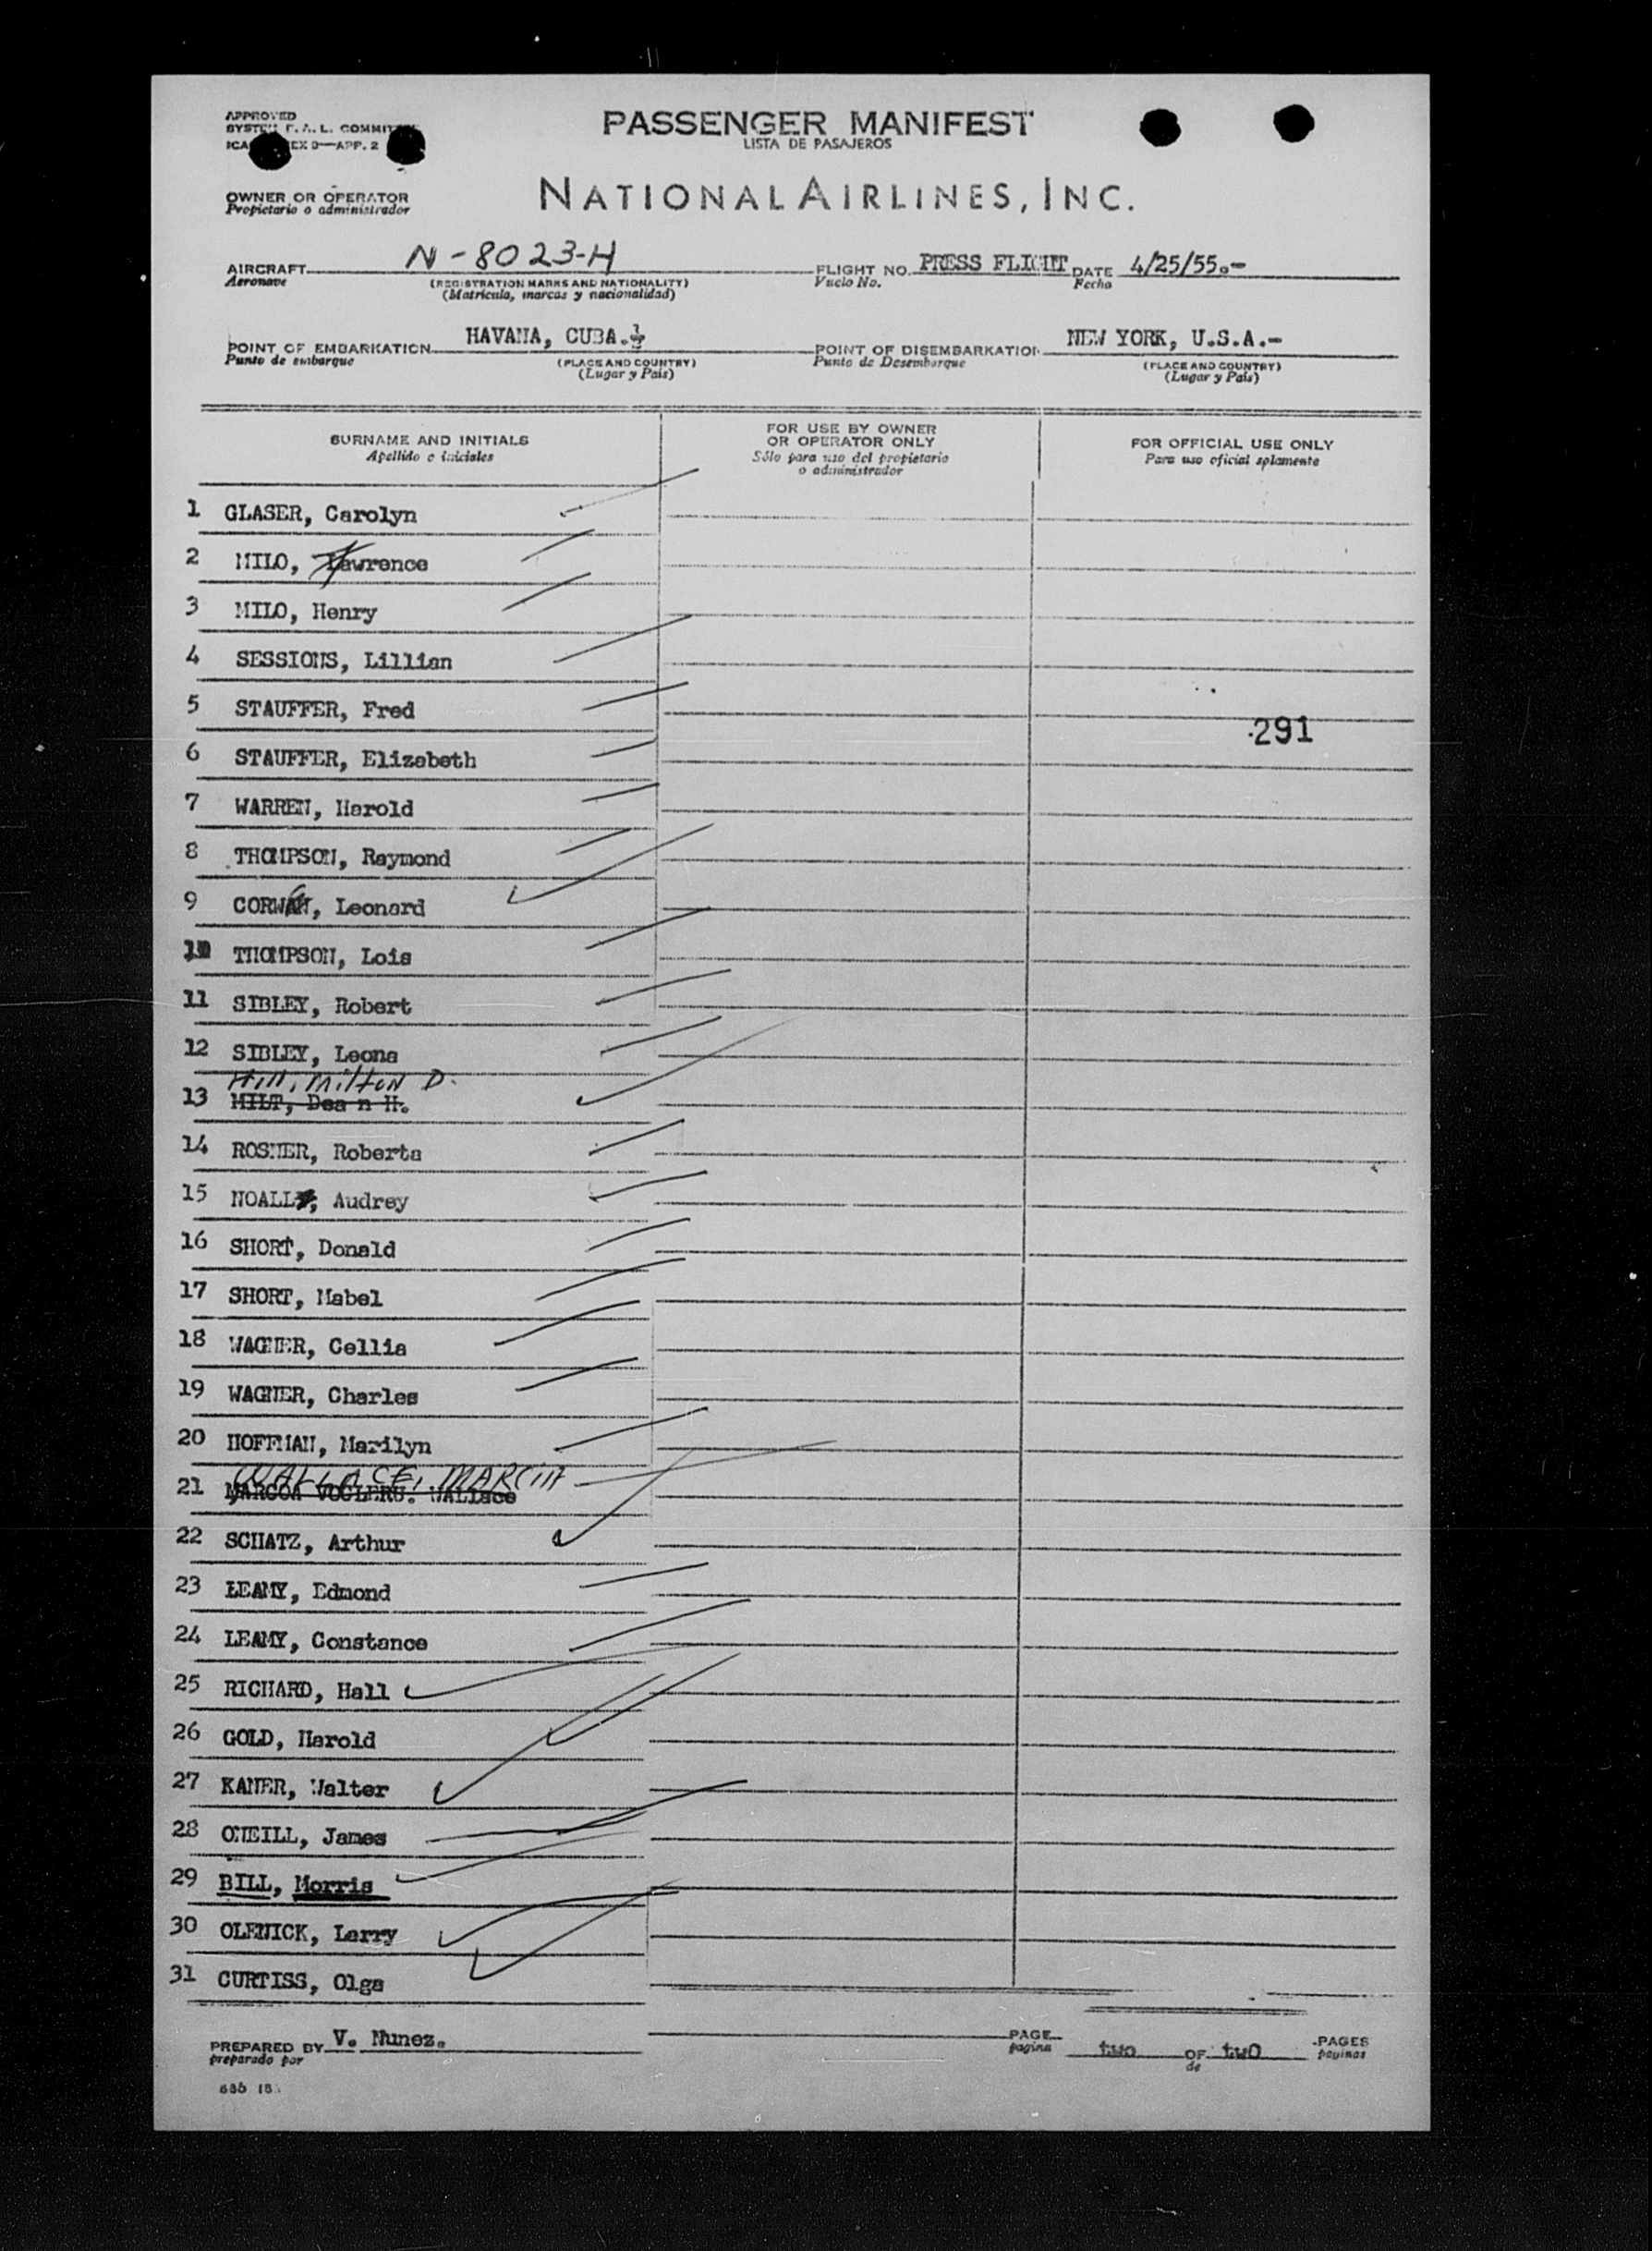 APPROVED
PASSENGER MANIFEST
LISTA DE PASAJEROS
OWNER OR OPERATOR
Propietario o administrador
NATIONAL AIRLINES, INC.
AIRCRAFT N-8023-H FLIGHT NO. PRESS FLIGHT DATE 4/25/55.-
Aeronave (REGISTRATION MARKS AND NATIONALITY) Vuelo No. Fecha
(Matrícula, marcas y nacionalidad)
POINT OF EMBARKATION HAVANA, CUBA. POINT OF DISEMBARKATION NEW YORK, U.S.A.-
Punto de embarque (PLACE AND COUNTRY) Punto de Desembarque (PLACE AND COUNTRY)
(Lugar y País) (Lugar y País)
SURNAME AND INITIALS
Apellido e iniciales
FOR USE BY OWNER
OR OPERATOR ONLY
Sólo para uso del propietario
o administrador
FOR OFFICIAL USE ONLY
Para uso oficial solamente
1 GLASER, Carolyn
2 MILO, Lawrence
3 MILO, Henry
4 SESSIONS, Lillian
5 STAUFFER, Fred
291
6 STAUFFER, Elizabeth
7 WARREN, Harold
8 THOMPSON, Raymond
9 Leonard
10 THOMPSON, Lois
11 SIBLEY, Robert
12 SIBLEY, Leona
Hill, Milton D.
13 MILT, Dea n H.
14 ROSNER, Roberta
15 Audrey
16 SHORT, Donald
17 SHORT, Mabel
18 WAGNER, Cellia
19 WAGNER, Charles
20 HOFFMAN, Marilyn
WALLACE, MARCIA
21 Wallace
22 SCHATZ, Arthur
23 LEAMY, Edmond
24 LEAMY, Constance
25 RICHARD, Hall
26 GOLD, Harold
27 KANER, Walter
28 ONEILL, James
29 BILL, Morris
30 OLENICK, Larry
31 CURTISS, Olga
PREPARED BY V. Nunez. PAGE two OF two PAGES
preparado por pagina de paginas